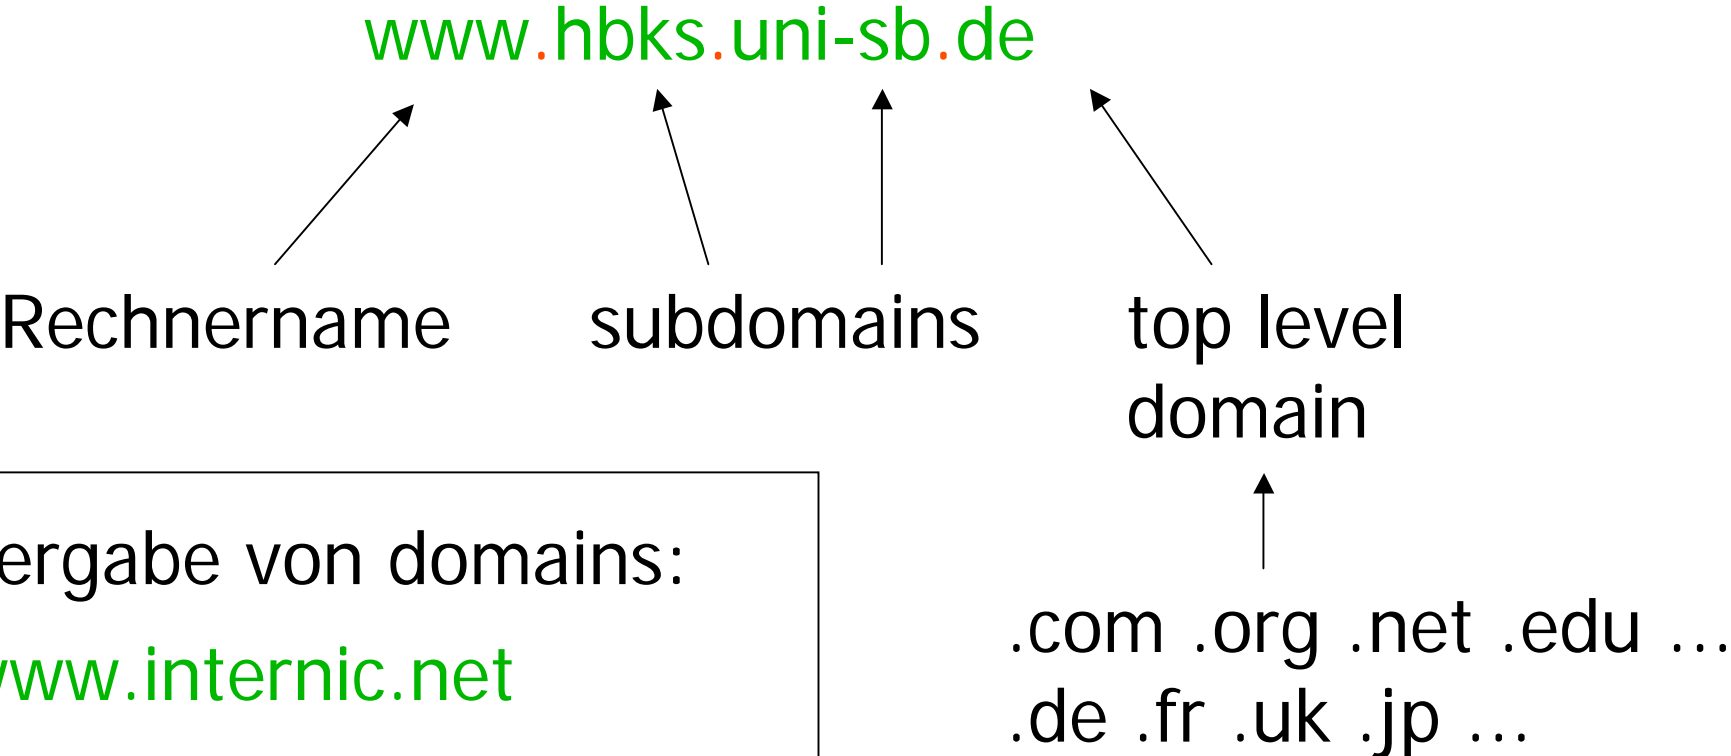 www.hbks.uni-sb.de
Rechnername
subdomains
top level
domain
ergabe von domains:
www.internic.net
.com .org .net .edu ...
.de .fr .uk .jp ...